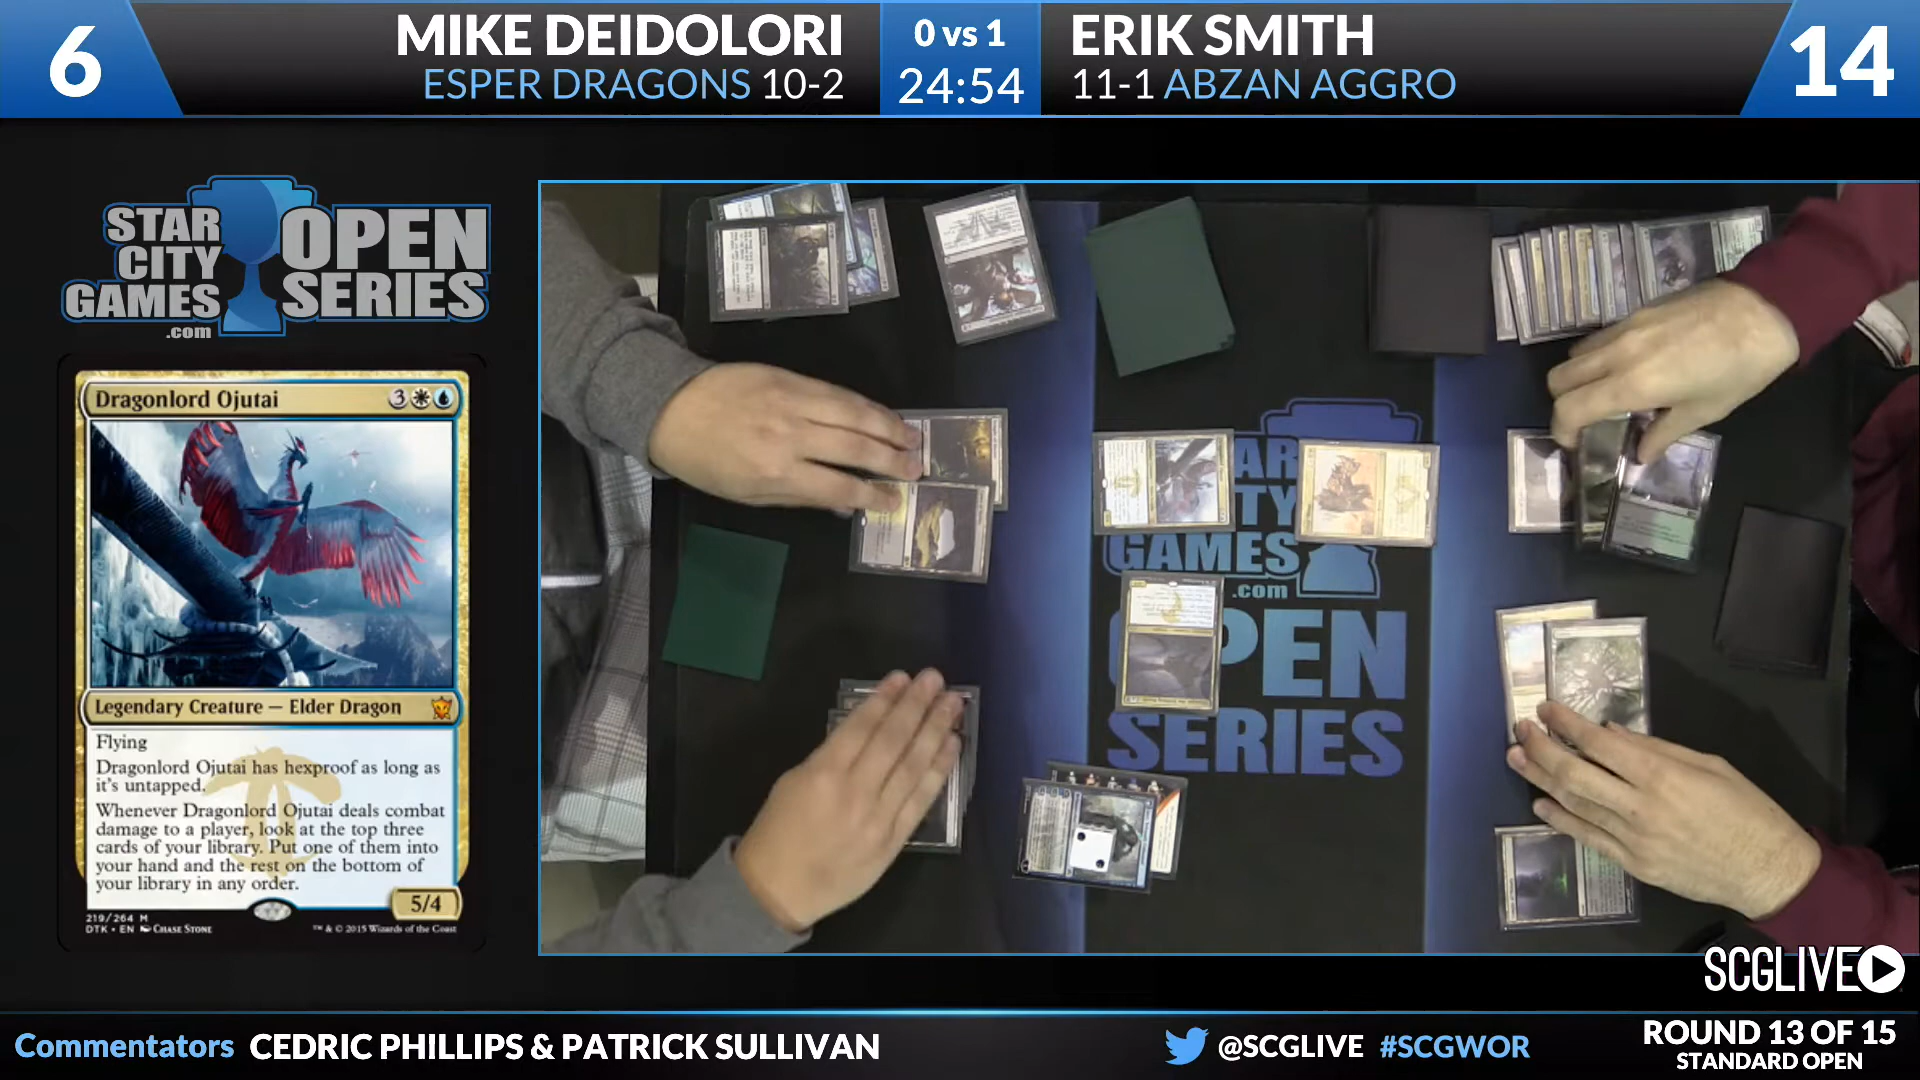 6
MIKE DEIDOLORI
ESPER DRAGONS 10-2
0 vs 1
24:54
ERIK SMITH
11-1 ABZAN AGGRO
14
STAR CITY GAMES .com
OPEN SERIES
Dragonlord Ojutai 3
Legendary Creature — Elder Dragon
Flying
Dragonlord Ojutai has hexproof as long as
it's untapped.
Whenever Dragonlord Ojutai deals combat
damage to a player, look at the top three
cards of your library. Put one of them into
your hand and the rest on the bottom of
your library in any order.
5/4
219/264 M
DTK • EN CHASE STONE
™ & © 2015 Wizards of the Coast
GAMES
.com
OPEN
SERIES
SCGLIVE
Commentators CEDRIC PHILLIPS & PATRICK SULLIVAN
@SCGLIVE #SCGWOR
ROUND 13 OF 15
STANDARD OPEN